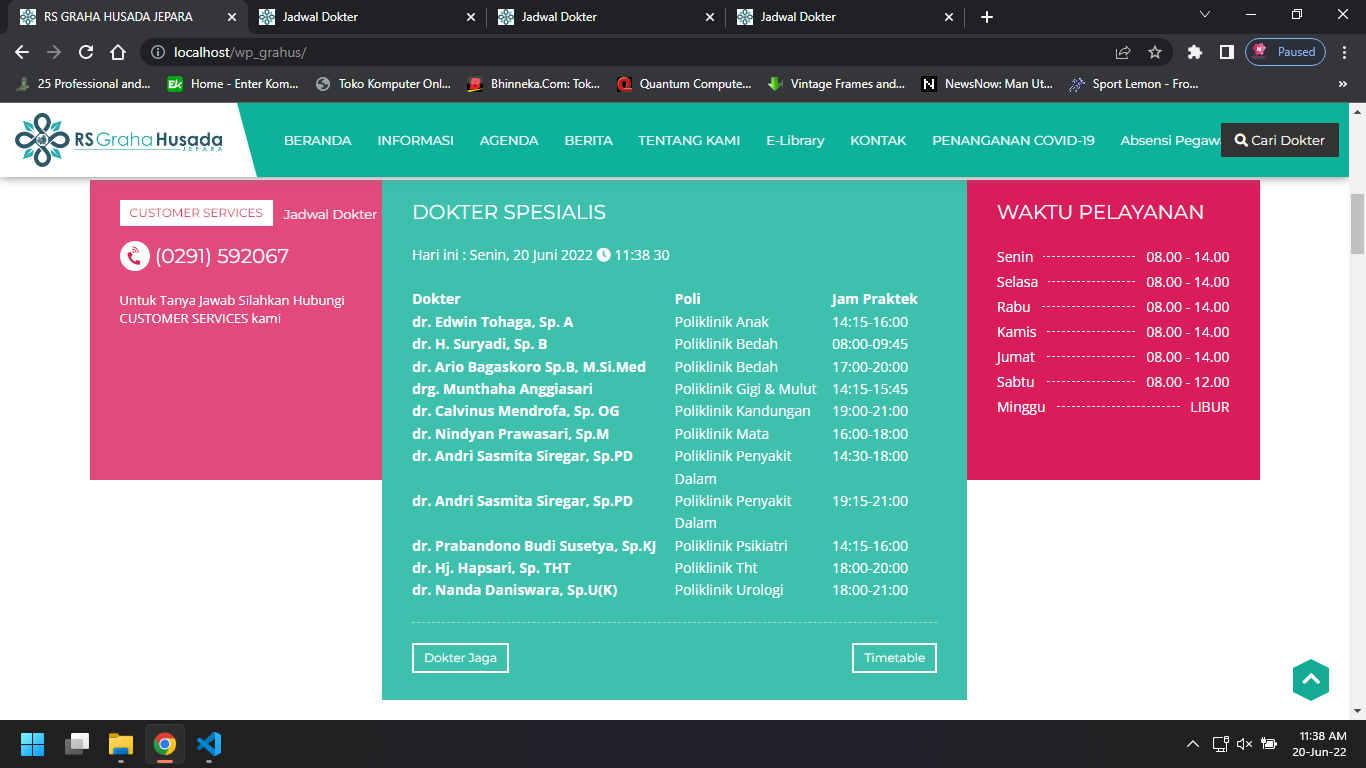 RS GRAHA HUSADA JEPARA
Jadwal Dokter
Jadwal Dokter
Jadwal Dokter
localhost/wp_grahus/
Paused
25 Professional and...
Home - Enter Kom...
Toko Komputer Onl...
Bhinneka.Com: Tok...
Quantum Compute...
Vintage Frames and...
NewsNow: Man Ut...
Sport Lemon - Fro...
»
RS Graha Husada
JEPARA
BERANDA
INFORMASI
AGENDA
BERITA
TENTANG KAMI
E-Library
KONTAK
PENANGANAN COVID-19
Absensi Pegaw
Cari Dokter
CUSTOMER SERVICES
Jadwal Dokter
(0291) 592067
Untuk Tanya Jawab Silahkan Hubungi
CUSTOMER SERVICES kami
DOKTER SPESIALIS
Hari ini : Senin, 20 Juni 2022 11:38 30
Dokter Poli Jam Praktek
dr. Edwin Tohaga, Sp. A Poliklinik Anak 14:15-16:00
dr. H. Suryadi, Sp. B Poliklinik Bedah 08:00-09:45
dr. Ario Bagaskoro Sp.B, M.Si.Med Poliklinik Bedah 17:00-20:00
drg. Munthaha Anggiasari Poliklinik Gigi & Mulut 14:15-15:45
dr. Calvinus Mendrofa, Sp. OG Poliklinik Kandungan 19:00-21:00
dr. Nindyan Prawasari, Sp.M Poliklinik Mata 16:00-18:00
dr. Andri Sasmita Siregar, Sp.PD Poliklinik Penyakit 14:30-18:00
Dalam
dr. Andri Sasmita Siregar, Sp.PD Poliklinik Penyakit 19:15-21:00
Dalam
dr. Prabandono Budi Susetya, Sp.KJ Poliklinik Psikiatri 14:15-16:00
dr. Hj. Hapsari, Sp. THT Poliklinik Tht 18:00-20:00
dr. Nanda Daniswara, Sp.U(K) Poliklinik Urologi 18:00-21:00
Dokter Jaga
Timetable
WAKTU PELAYANAN
Senin 08.00 - 14.00
Selasa 08.00 - 14.00
Rabu 08.00 - 14.00
Kamis 08.00 - 14.00
Jumat 08.00 - 14.00
Sabtu 08.00 - 12.00
Minggu LIBUR
11:38 AM
20-Jun-22